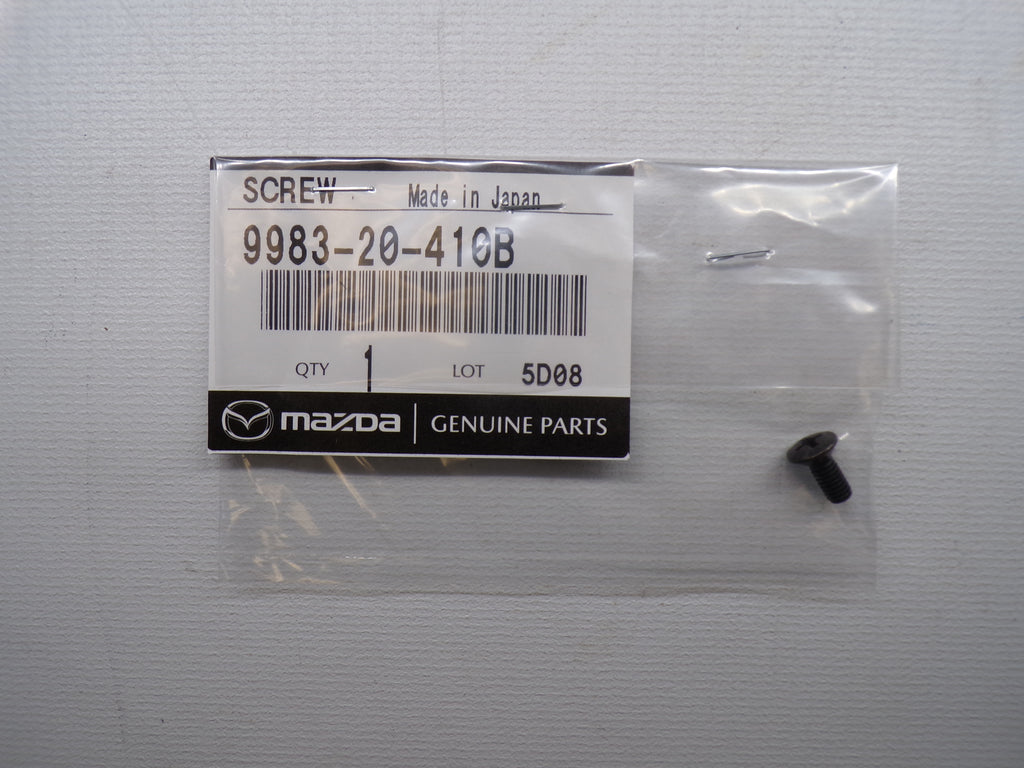 SCREW Made in Japan
9983-20-410B
QTY 1 LOT 5D08
mazda GENUINE PARTS